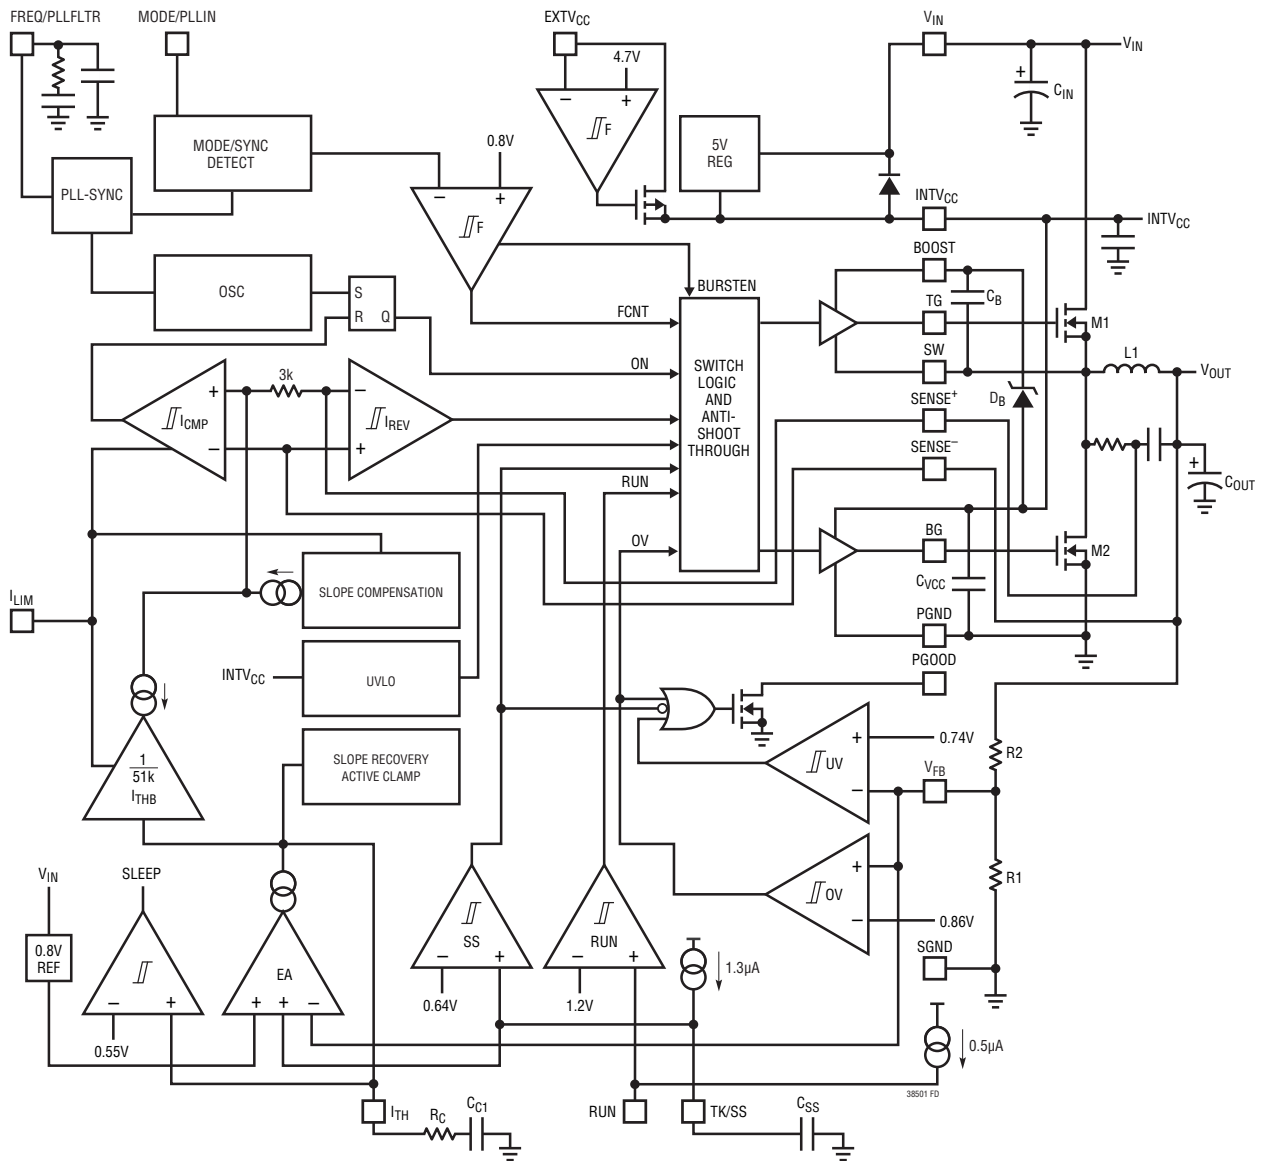 FREQ/PLLFLTR
MODE/PLLIN
EXTVCC
VIN
VIN
4.7V
CIN
– +
F
MODE/SYNC
DETECT
0.8V
5V
REG
PLL-SYNC
– +
F
INTVCC
INTVCC
BOOST
OSC
S
R Q
BURSTEN
CB
FCNT
TG
M1
ON
SWITCH
LOGIC
AND
ANTI-
SHOOT
THROUGH
SW
L1
VOUT
3k
+
–
ICMP
–
+
IREV
SENSE+
DB
SENSE–
+
COUT
RUN
OV
BG
M2
CVCC
SLOPE COMPENSATION
ILIM
PGND
PGOOD
INTVCC
UVLO
SLOPE RECOVERY
ACTIVE CLAMP
1
51k
ITHB
+
–
UV
0.74V
VFB
R2
VIN
SLEEP
+
–
OV
0.86V
R1
0.8V
REF
– +
EA
+ + –
SS
– +
RUN
– +
1.3µA
SGND
0.55V
0.64V
1.2V
0.5µA
38501 FD
ITH
RC
CC1
RUN
TK/SS
CSS
+